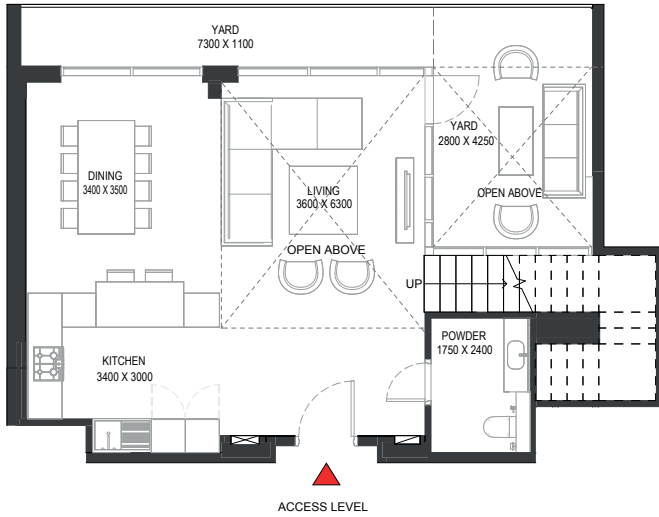 YARD
7300 X 1100
YARD
2800 X 4250
DINING
3400 X 3500
LIVING
3600 X 6300
OPEN ABOVE
OPEN ABOVE
UP
POWDER
1750 X 2400
KITCHEN
3400 X 3000
ACCESS LEVEL